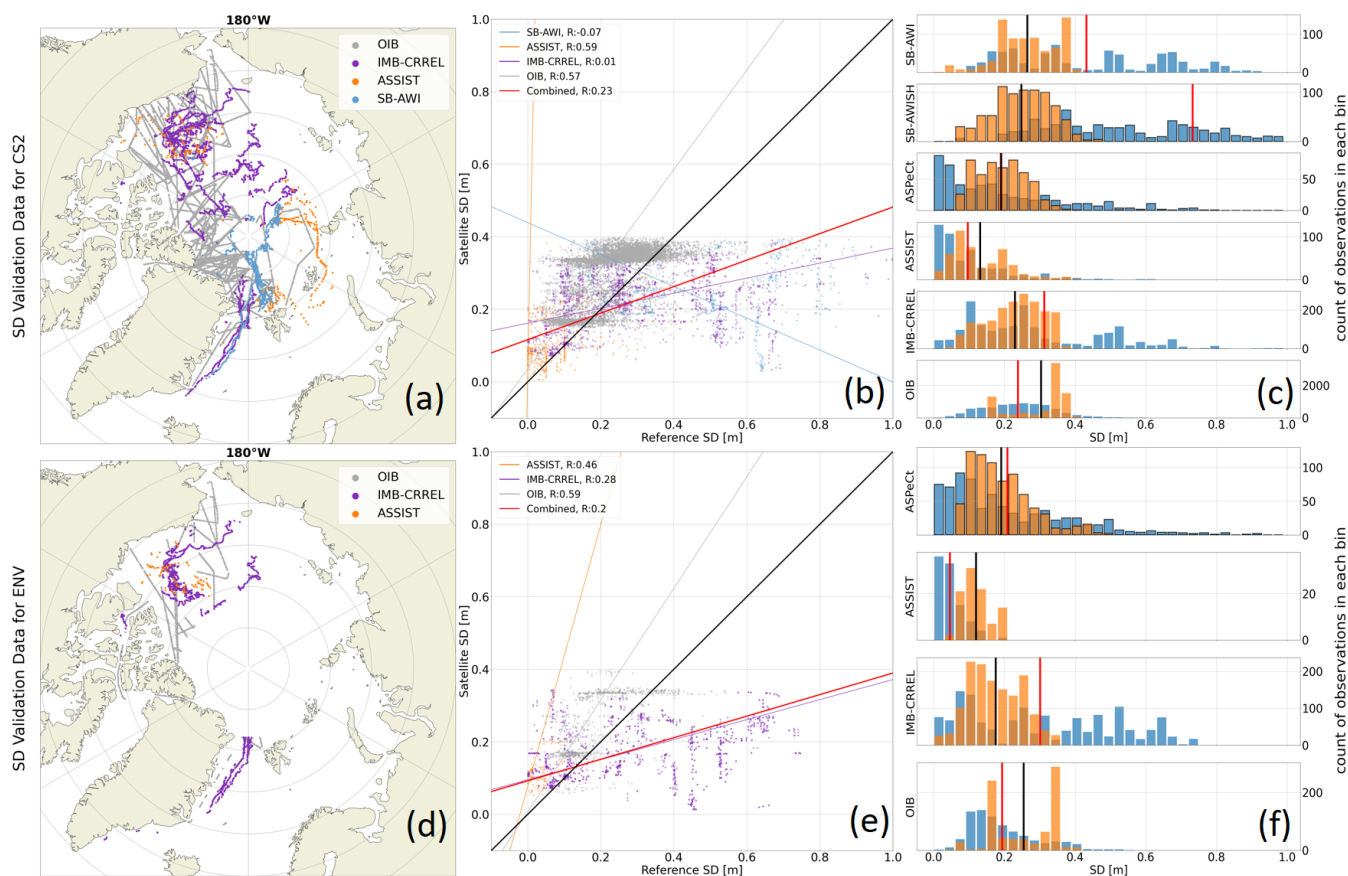 180°W
SD Validation Data for CS2
OIB
IMB-CRREL
ASSIST
SB-AWI
(a)
Satellite SD [m]
1.0
0.8
0.6
0.4
0.2
0.0
SB-AWI, R:-0.07
ASSIST, R:0.59
IMB-CRREL, R:0.01
OIB, R:0.57
Combined, R:0.23
(b)
0.0 0.2 0.4 0.6 0.8 1.0
Reference SD [m]
SB-AWI
100
0
SB-AWISH
100
0
ASPeCt
50
0
ASSIST
100
0
IMB-CRREL
200
0
OIB
2000
0
(c)
0.0 0.2 0.4 0.6 0.8 1.0
SD [m]
count of observations in each bin
180°W
SD Validation Data for ENV
OIB
IMB-CRREL
ASSIST
(d)
Satellite SD [m]
1.0
0.8
0.6
0.4
0.2
0.0
ASSIST, R:0.46
IMB-CRREL, R:0.28
OIB, R:0.59
Combined, R:0.2
(e)
0.0 0.2 0.4 0.6 0.8 1.0
Reference SD [m]
ASPeCt
100
50
0
ASSIST
20
0
IMB-CRREL
200
100
0
OIB
200
0
(f)
0.0 0.2 0.4 0.6 0.8 1.0
SD [m]
count of observations in each bin